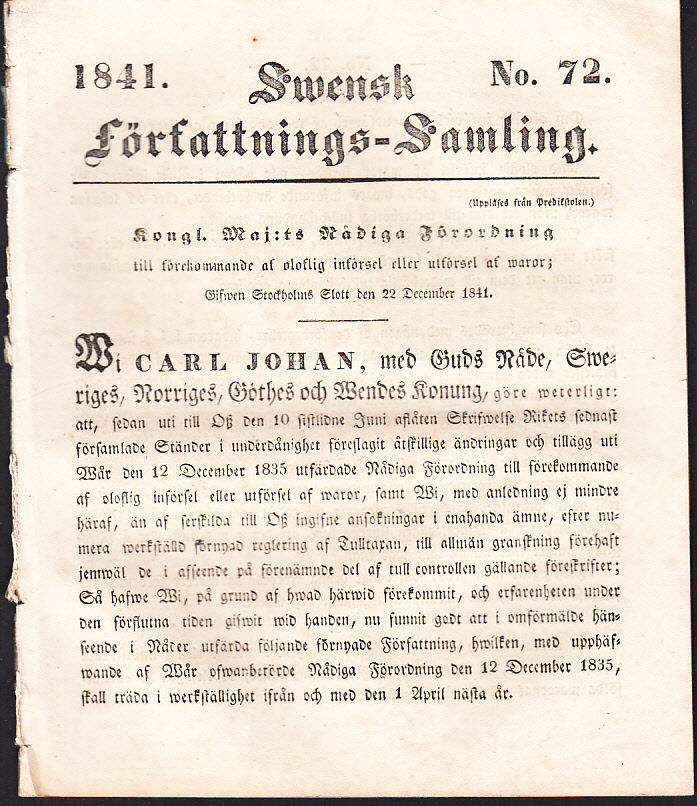 1841. Swensk No. 72.
Författnings-Samling.
(Uppläses från Predikstolen.)
Kongl. Maj:ts Nådiga Förordning
till förekommande af oloflig införsel eller utförsel af waror;
Gifwen Stockholms Slott den 22 December 1841.
Wi CARL JOHAN, med Guds Nåde, Swe-
riges, Norriges, Göthes och Wendes Konung, göre weterligt:
att, sedan uti till Oß den 10 sistlidne Juni aflåten Skrifwelse Rikets sednast
församlade Ständer i underdånighet föreslagit åtskillige ändringar och tillägg uti
Wår den 12 December 1835 utfärdade Nådiga Förordning till förekommande
af oloflig införsel eller utförsel af waror, samt Wi, med anledning ej mindre
häraf, än af serskilda till Oß ingifne ansökningar i enahanda ämne, efter nu-
mera werkställd förnyad reglering af Tulltaxan, till allmän granskning förehaft
jemwäl de i afseende på förenämnde del af tull controllen gällande föreskrifter;
Så hafwe Wi, på grund af hwad härwid förekommit, och erfarenheten under
den förflutna tiden gifwit wid handen, nu funnit godt att i omförmälde hän-
seende i Nåder utfärda följande förnyade Författning, hwilken, med upphäf-
wande af Wår ofwanberörde Nådiga Förordning den 12 December 1835,
skall träda i werkställighet ifrån och med den 1 April nästa år.